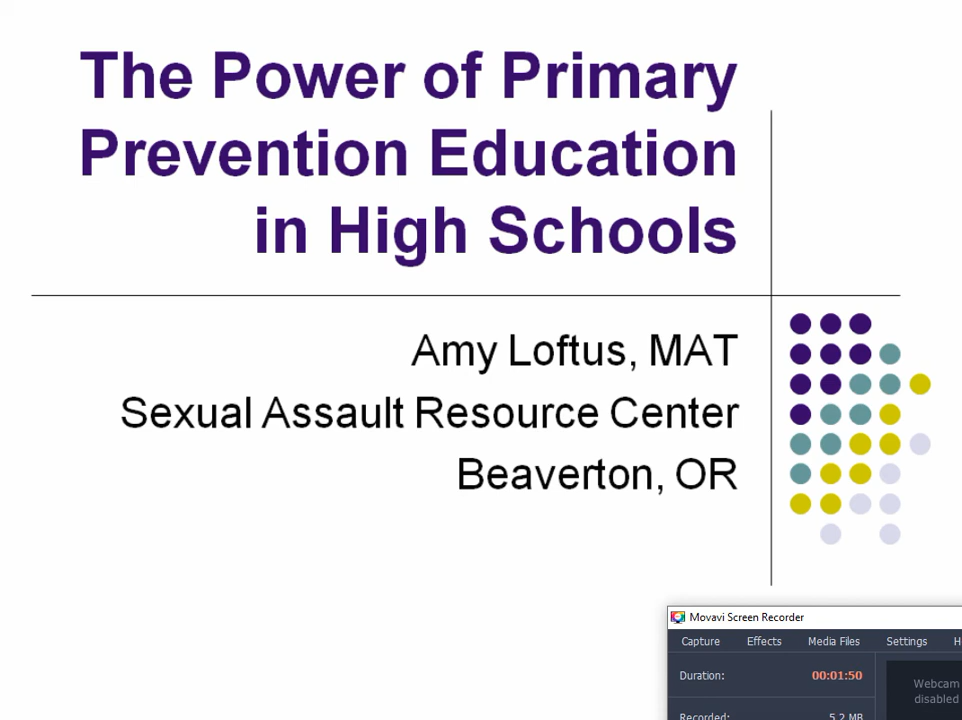 The Power of Primary
Prevention Education
in High Schools
Amy Loftus, MAT
Sexual Assault Resource Center
Beaverton, OR
Movavi Screen Recorder
Capture Effects Media Files Settings
Duration: 00:01:50
Webcam
disabled
Recorded: 5.2 MB